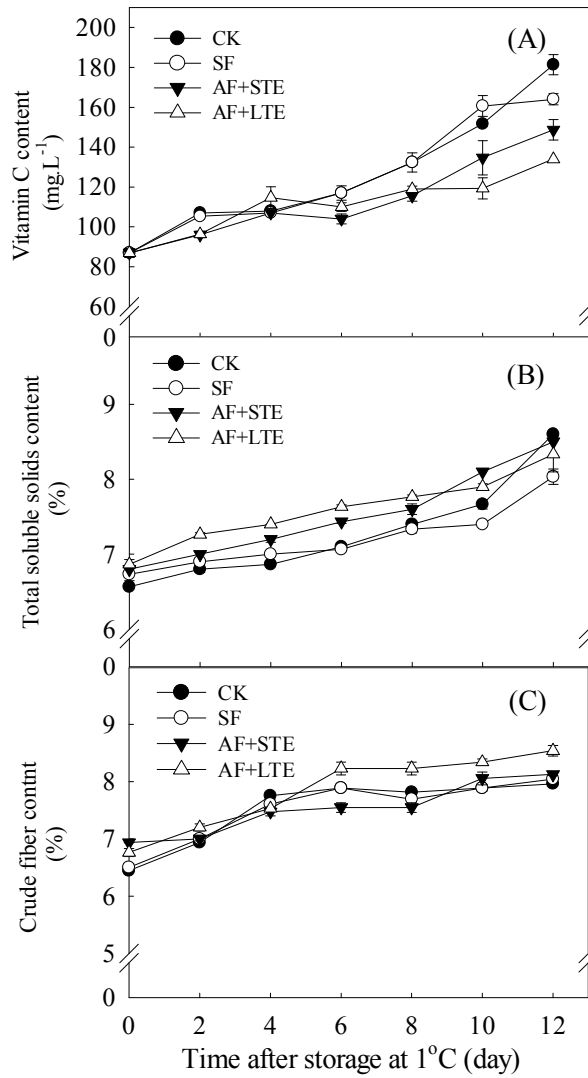 200
180
160
140
120
100
80
60
0
Vitamin C content
(mg.L-1)
CK
SF
AF+STE
AF+LTE
(A)
9
8
7
6
0
Total soluble solids content
(%)
CK
SF
AF+STE
AF+LTE
(B)
9
8
7
6
5
0
Crude fiber contnt
(%)
CK
SF
AF+STE
AF+LTE
(C)
0 2 4 6 8 10 12
Time after storage at 1°C (day)